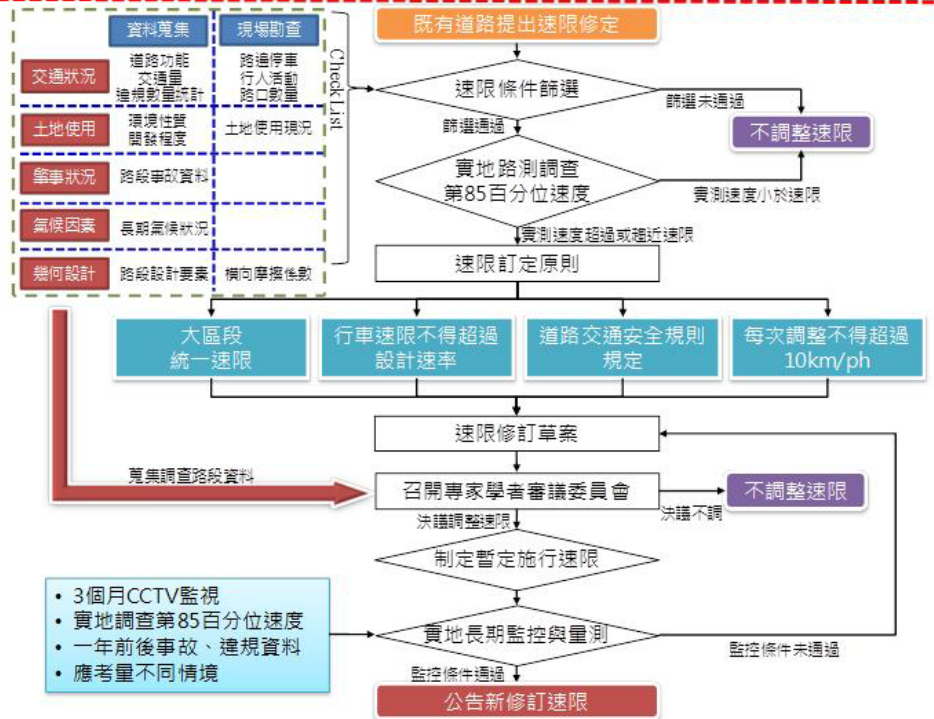 資料蒐集
現場勘查
交通狀況
道路功能
交通量
違規數量統計
路邊停車
行人活動
路口數量
土地使用
環境性質
開發程度
土地使用現況
肇事狀況
路段事故資料
氣候因素
長期氣候狀況
幾何設計
路段設計要素
橫向摩擦係數
Check List
既有道路提出速限修定
速限條件篩選
篩選未通過
不調整速限
篩選通過
實地路測調查
第85百分位速度
實測速度小於速限
實測速度超過或趨近速限
速限訂定原則
大區段
統一速限
行車速限不得超過
設計速率
道路交通安全規則
規定
每次調整不得超過
10km/ph
速限修訂草案
蒐集調查路段資料
召開專家學者審議委員會
決議不調
不調整速限
決議調整速限
制定暫定施行速限
• 3個月CCTV監視
• 實地調查第85百分位速度
• 一年前後事故、違規資料
• 應考量不同情境
實地長期監控與量測
監控條件未通過
監控條件通過
公告新修訂速限